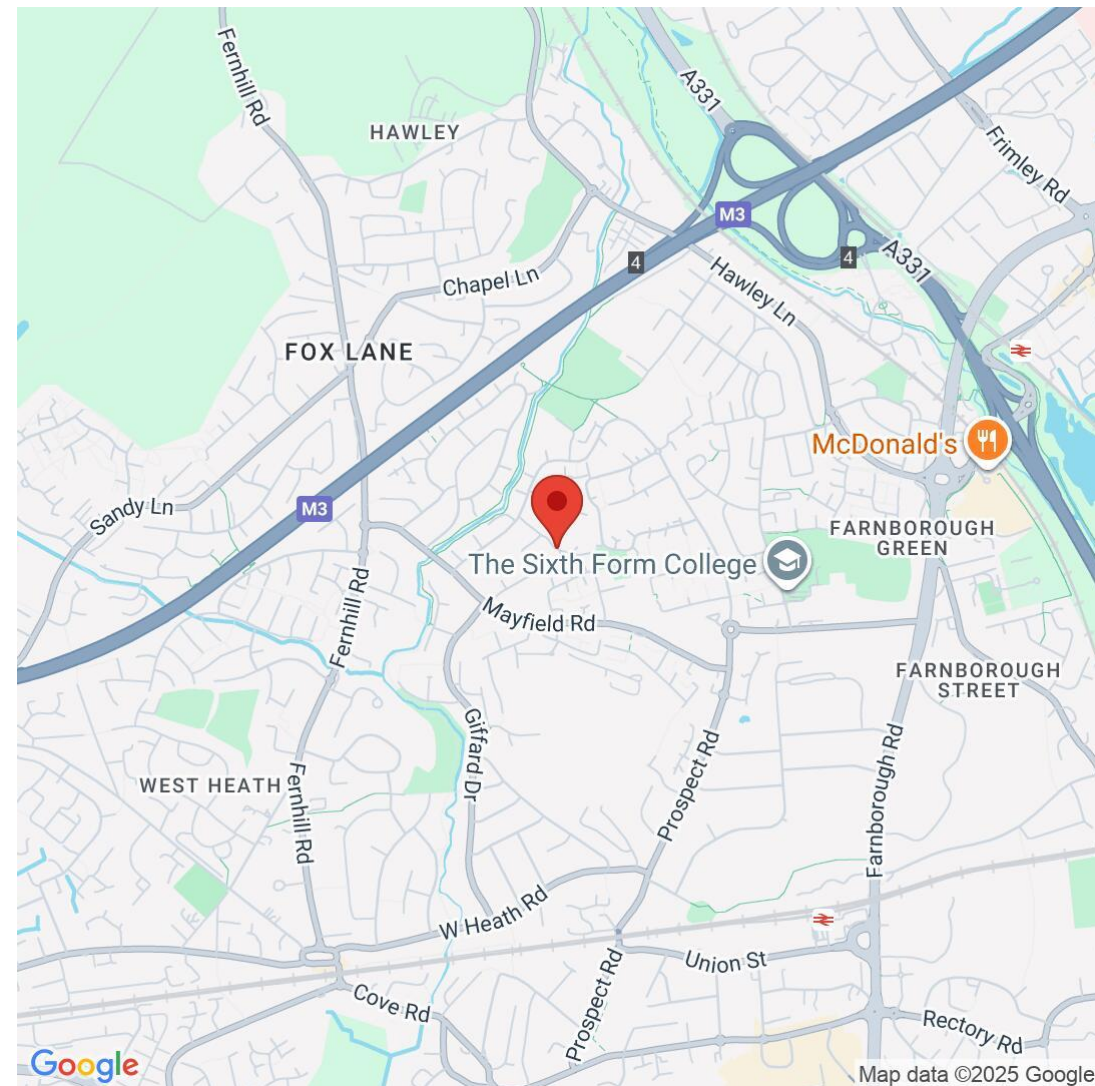 Fernhill Rd
A331
HAWLEY
Frimley Rd
M3
4
4
A331
Hawley Ln
Chapel Ln
FOX LANE
McDonald's
Sandy Ln
M3
FARNBOROUGH
GREEN
The Sixth Form College
Mayfield Rd
Fernhill Rd
FARNBOROUGH
STREET
Giffard Dr
Prospect Rd
Farnborough Rd
WEST HEATH
Fernhill Rd
W Heath Rd
Union St
Prospect Rd
Cove Rd
Rectory Rd
Google
Map data ©2025 Google